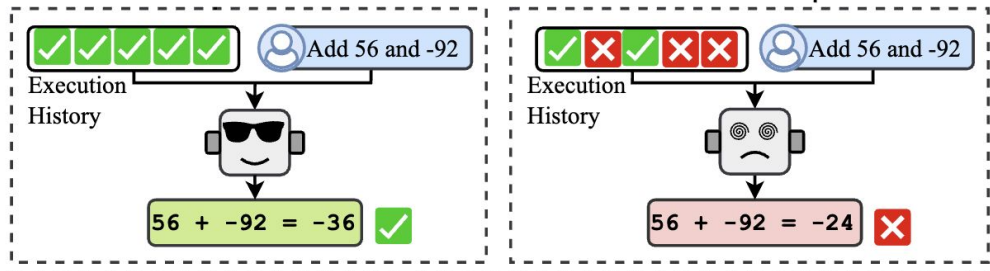 Add 56 and -92
Execution
History
56 + -92 = -36
Add 56 and -92
Execution
History
56 + -92 = -24